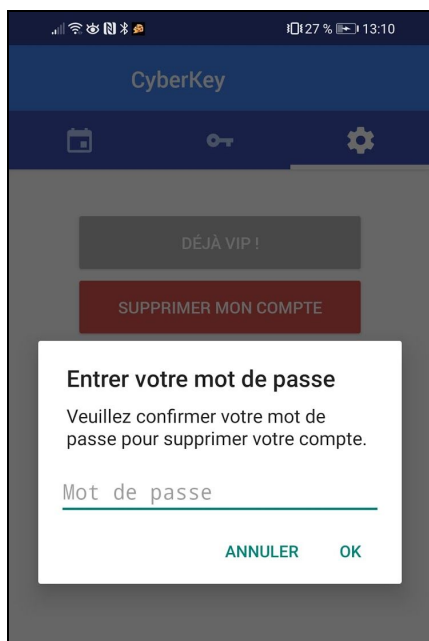 27 % 13:10
CyberKey
DÉJÀ VIP !
SUPPRIMER MON COMPTE
Entrer votre mot de passe
Veuillez confirmer votre mot de
passe pour supprimer votre compte.
Mot de passe
ANNULER OK